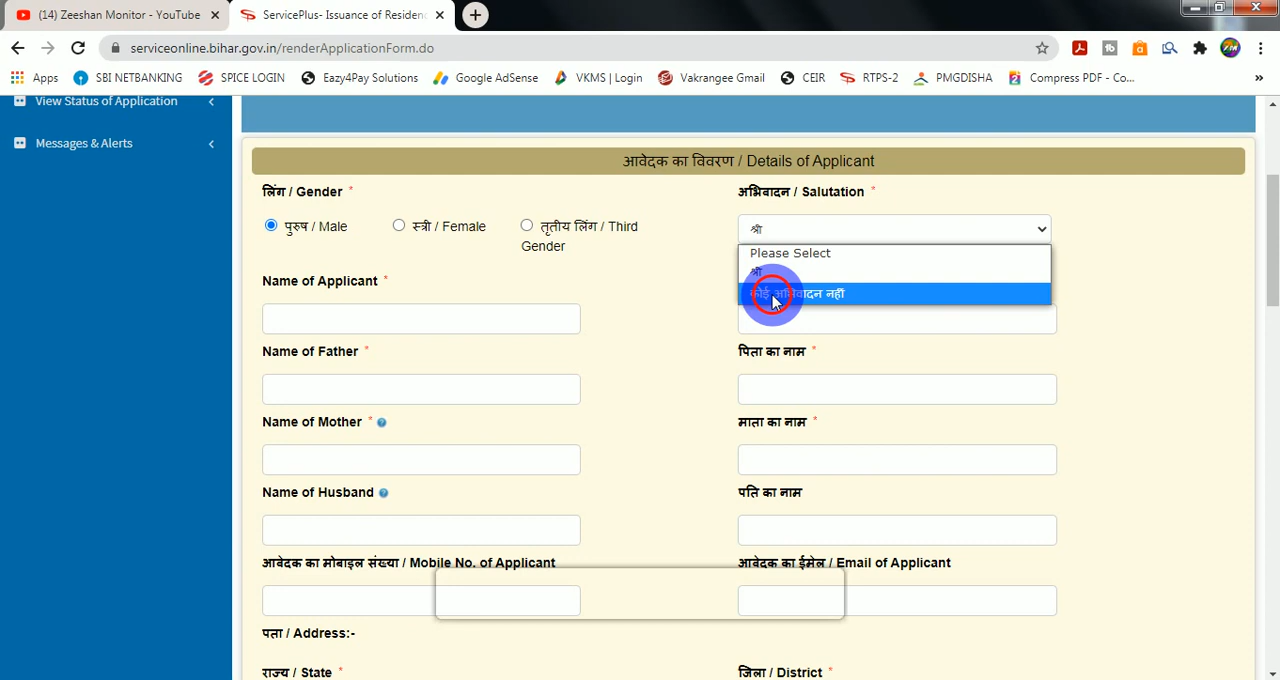 (14) Zeeshan Monitor - YouTube
ServicePlus- Issuance of Residenc
serviceonline.bihar.gov.in/renderApplicationForm.do
Apps SBI NETBANKING SPICE LOGIN Eazy4Pay Solutions Google AdSense VKMS | Login Vakrangee Gmail CEIR RTPS-2 PMGDISHA Compress PDF - Co... »
View Status of Application
Messages & Alerts
आवेदक का विवरण / Details of Applicant
लिंग / Gender *
अभिवादन / Salutation *
पुरुष / Male स्त्री / Female तृतीय लिंग / Third Gender
श्री
Please Select
श्री
कोई अभिवादन नहीं
Name of Applicant *
Name of Father *
पिता का नाम *
Name of Mother *
माता का नाम *
Name of Husband
पति का नाम
आवेदक का मोबाइल संख्या / Mobile No. of Applicant
आवेदक का ईमेल / Email of Applicant
पता / Address:-
राज्य / State *
जिला / District *